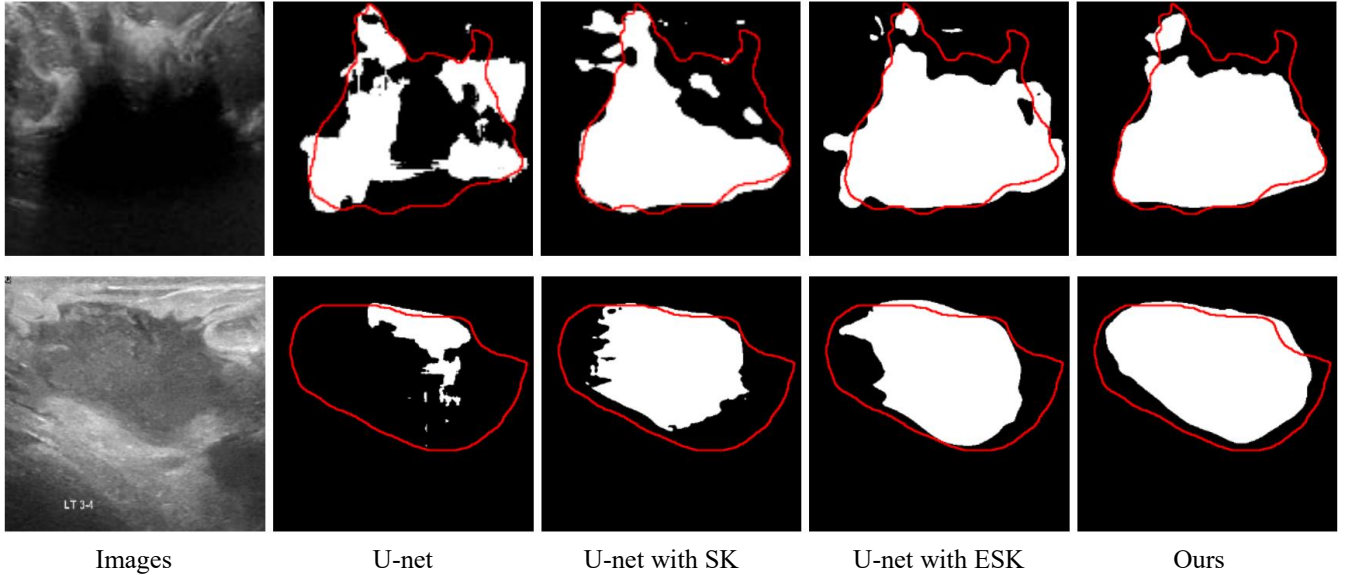 LT 3-4
Images
U-net
U-net with SK
U-net with ESK
Ours